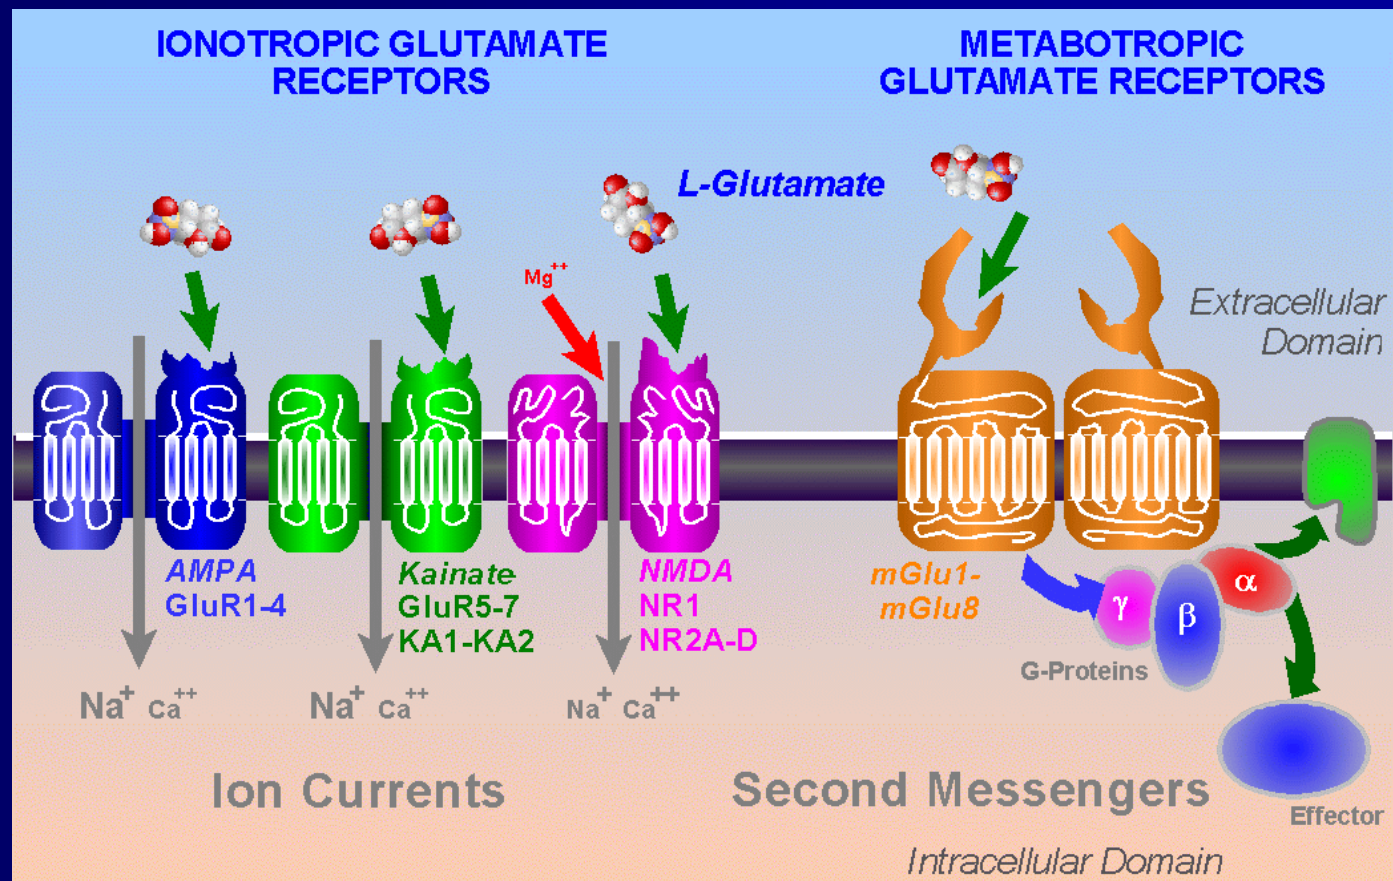 IONOTROPIC GLUTAMATE
RECEPTORS
METABOTROPIC
GLUTAMATE RECEPTORS
L-Glutamate
Mg++
Extracellular
Domain
AMPA
GluR1-4
Kainate
GluR5-7
KA1-KA2
NMDA
NR1
NR2A-D
mGlu1-
mGlu8
γ
β
α
G-Proteins
Na+ Ca++
Na+ Ca++
Na+ Ca++
Ion Currents
Second Messengers
Effector
Intracellular Domain